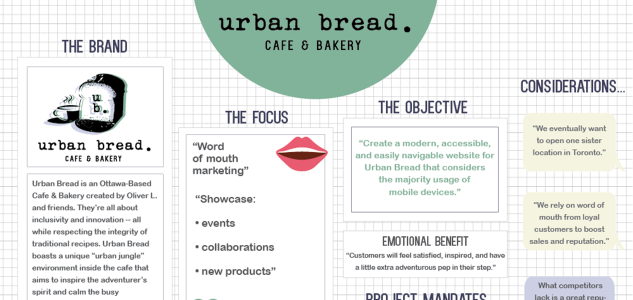 urban bread.
CAFE & BAKERY
THE BRAND
u
b.
urban bread.
CAFE & BAKERY
Urban Bread is an Ottawa-Based
Cafe & Bakery created by Oliver L.
and friends. They're all about
inclusivity and innovation – all
while respecting the integrity of
traditional recipes. Urban Bread
boasts a unique "urban jungle"
environment inside the cafe that
aims to inspire the adventurer's
spirit and calm the busy
THE FOCUS
"Word
of mouth
marketing"
"Showcase:
• events
• collaborations
• new products"
THE OBJECTIVE
"Create a modern, accessible,
and easily navigable website for
Urban Bread that considers
the majority usage of
mobile devices."
EMOTIONAL BENEFIT
"Customers will feel satisfied, inspired, and have
a little extra adventurous pep in their step."
PROJECT MANDATES
CONSIDERATIONS...
"We eventually want
to open one sister
location in Toronto."
"We rely on word of
mouth from loyal
customers to boost
sales and reputation."
What competitors
lack is a great repu-